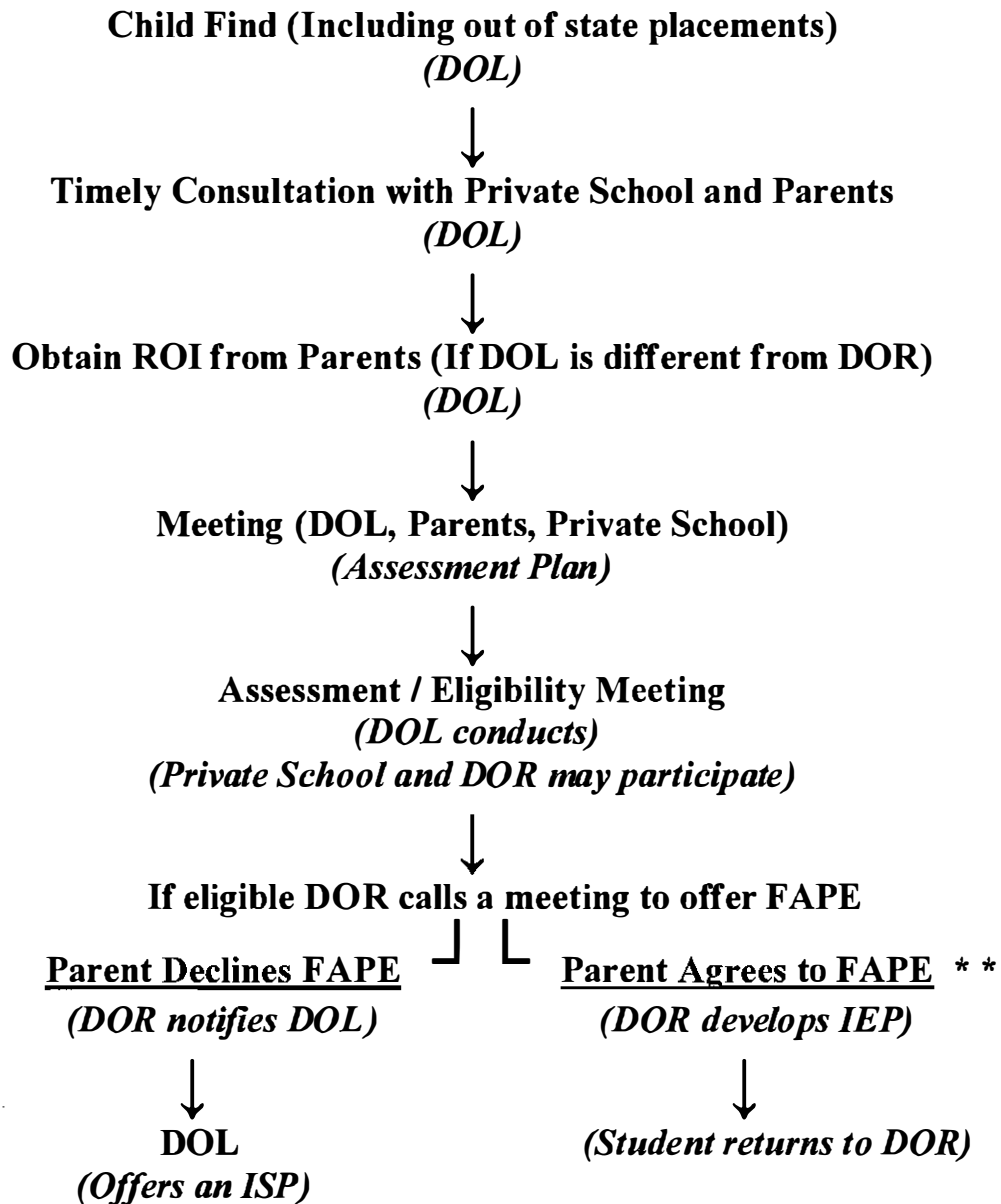 Child Find (Including out of state placements)
(DOL)
Timely Consultation with Private School and Parents
(DOL)
Obtain ROI from Parents (If DOL is different from DOR)
(DOL)
Meeting (DOL, Parents, Private School)
(Assessment Plan)
Assessment / Eligibility Meeting
(DOL conducts)
(Private School and DOR may participate)
If eligible DOR calls a meeting to offer FAPE
Parent Declines FAPE
(DOR notifies DOL)
DOL
(Offers an ISP)
Parent Agrees to FAPE * *
(DOR develops IEP)
(Student returns to DOR)